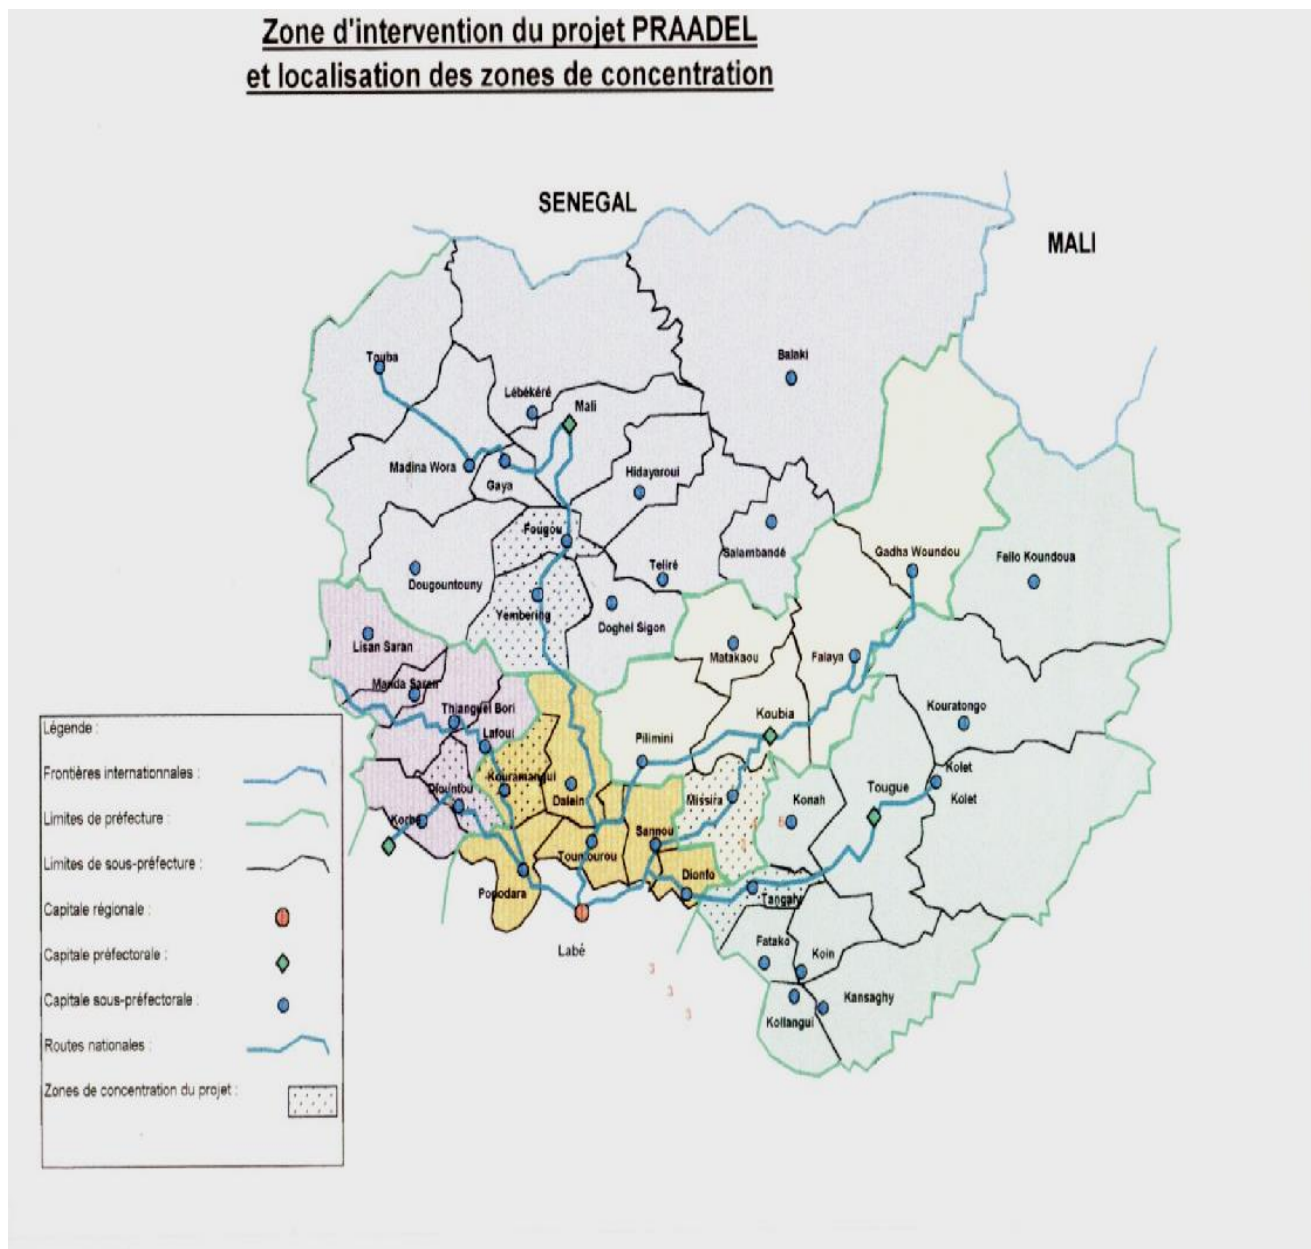 Zone d'intervention du projet PRAADEL
et localisation des zones de concentration
SENEGAL
MALI
Touba
Balaki
Lébékéré
Mali
Madina Wora
Gaya
Hidayaroui
Fougou
Salambandé
Gadha Woundou
Fello Koundoua
Dougountouny
Teliré
Yembering
Doghel Sigon
Lisan Saran
Matakaou
Falaya
Manda Saran
Thianguel Bori
Kouratongo
Lafou
Koubia
Pilimini
Kolet
Diountou
Kouramangui
Dalein
Missira
Konah
Tougue
Kolet
Korbe
Sannou
Tountourou
Dionfo
Popodara
Tangaly
Labé
Fatako
Koin
Kollangui
Kansaghy
Légende :
Frontières internationnales :
Limites de préfecture :
Limites de sous-préfecture :
Capitale régionale :
Capitale préfectorale :
Capitale sous-préfectorale :
Routes nationales :
Zones de concentration du projet :